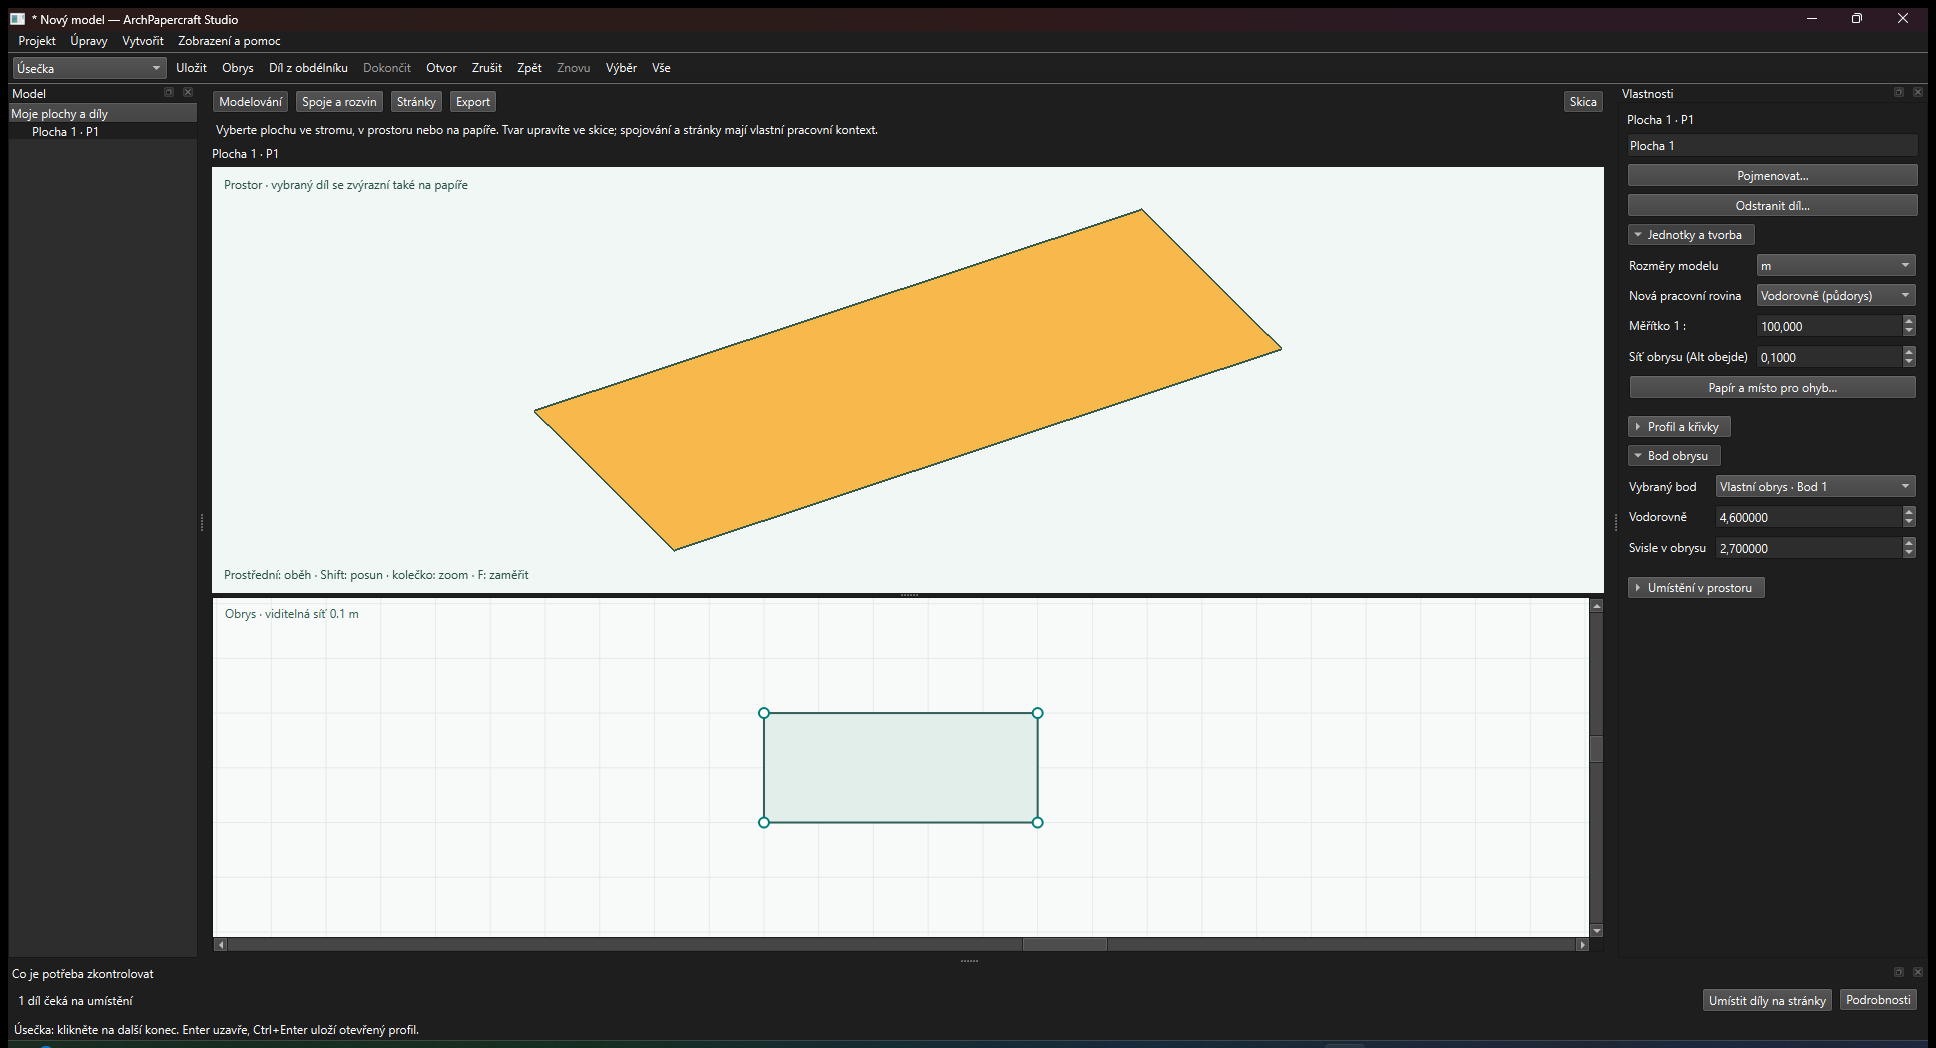 * Nový model — ArchPapercraft Studio
Projekt Úpravy Vytvořit Zobrazení a pomoc
Úsečka Uložit Obrys Díl z obdélníku Dokončit Otvor Zrušit Zpět Znovu Výběr Vše
Model
Moje plochy a díly
Plocha 1 · P1
Modelování Spoje a rozvin Stránky Export Skica
Vyberte plochu ve stromu, v prostoru nebo na papíře. Tvar upravíte ve skice; spojování a stránky mají vlastní pracovní kontext.
Plocha 1 · P1
Prostor · vybraný díl se zvýrazní také na papíře
Prostřední: oběh · Shift: posun · kolečko: zoom · F: zaměřit
Obrys · viditelná síť 0.1 m
Vlastnosti
Plocha 1 · P1
Plocha 1
Pojmenovat...
Odstranit díl...
Jednotky a tvorba
Rozměry modelu m
Nová pracovní rovina Vodorovně (půdorys)
Měřítko 1 : 100,000
Síť obrysu (Alt obejde) 0,1000
Papír a místo pro ohyb...
Profil a křivky
Bod obrysu
Vybraný bod Vlastní obrys · Bod 1
Vodorovně 4,600000
Svisle v obrysu 2,700000
Umístění v prostoru
Co je potřeba zkontrolovat
1 díl čeká na umístění Umístit díly na stránky Podrobnosti
Úsečka: klikněte na další konec. Enter uzavře, Ctrl+Enter uloží otevřený profil.